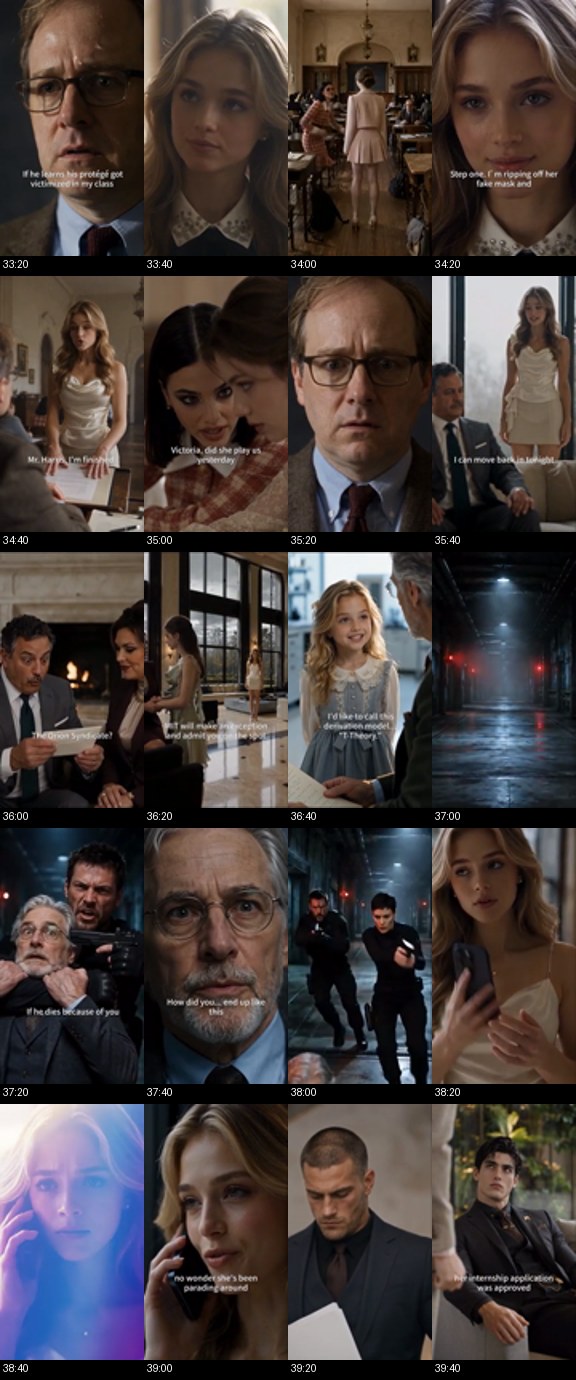 If he learns his protégé got
victimized in my class
33:20
33:40
34:00
Step one. I'm ripping off her
fake mask and
34:20
Mr. Harris, I'm finished
34:40
Victoria, did she play us
yesterday
35:00
35:20
I can move back in tonight
35:40
The Orion Syndicate?
36:00
MIT will make an exception
and admit you on the spot
36:20
I'd like to call this
derivation model...
"T-Theory."
36:40
37:00
If he dies because of you
37:20
How did you... end up like
this
37:40
38:00
38:20
38:40
no wonder she's been
parading around
39:00
39:20
her internship application
was approved
39:40